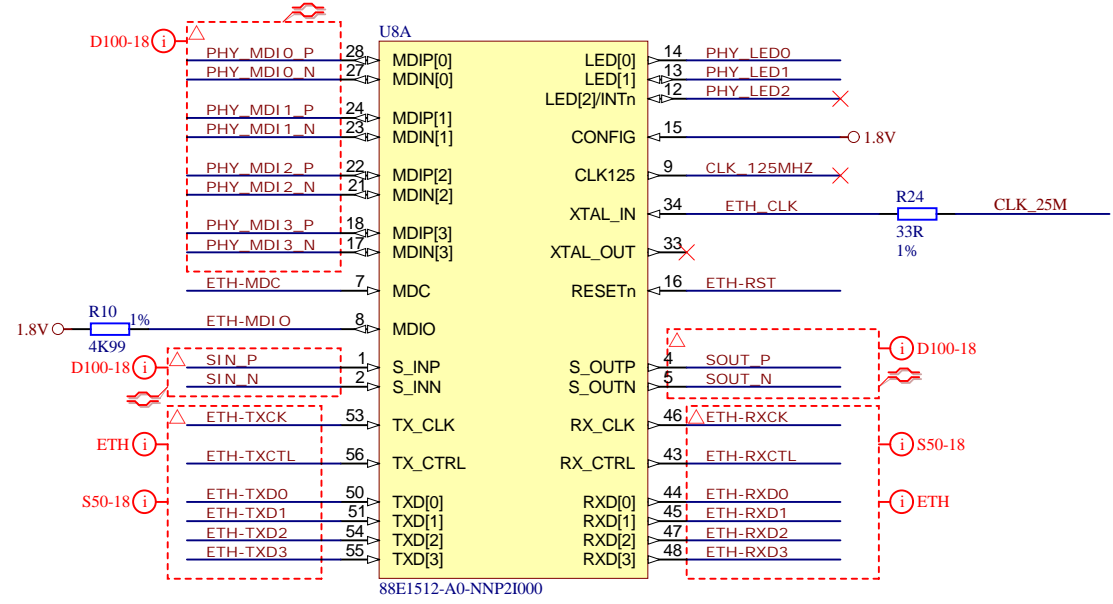 U8A
D100-18 i
PHY_MDI0_P 28 MDIP[0] LED[0] 14 PHY_LED0
PHY_MDI0_N 27 MDIN[0] LED[1] 13 PHY_LED1
LED[2]/INTn 12 PHY_LED2
PHY_MDI1_P 24 MDIP[1]
PHY_MDI1_N 23 MDIN[1] CONFIG 15 1.8V
PHY_MDI2_P 22 MDIP[2] CLK125 9 CLK_125MHZ
PHY_MDI2_N 21 MDIN[2]
R24
XTAL_IN 34 ETH_CLK CLK_25M
33R
1%
PHY_MDI3_P 18 MDIP[3]
PHY_MDI3_N 17 MDIN[3] XTAL_OUT 33
ETH-MDC 7 MDC RESETn 16 ETH-RST
R10
1.8V 1% ETH-MDIO 8 MDIO
4K99
D100-18 i SIN_P 1 S_INP S_OUTP 4 SOUT_P i D100-18
SIN_N 2 S_INN S_OUTN 5 SOUT_N
ETH-TXCK 53 TX_CLK RX_CLK 46 ETH-RXCK
ETH i i S50-18
ETH-TXCTL 56 TX_CTRL RX_CTRL 43 ETH-RXCTL
S50-18 i ETH-TXD0 50 TXD[0] RXD[0] 44 ETH-RXD0 i ETH
ETH-TXD1 51 TXD[1] RXD[1] 45 ETH-RXD1
ETH-TXD2 54 TXD[2] RXD[2] 47 ETH-RXD2
ETH-TXD3 55 TXD[3] RXD[3] 48 ETH-RXD3
88E1512-A0-NNP2I000